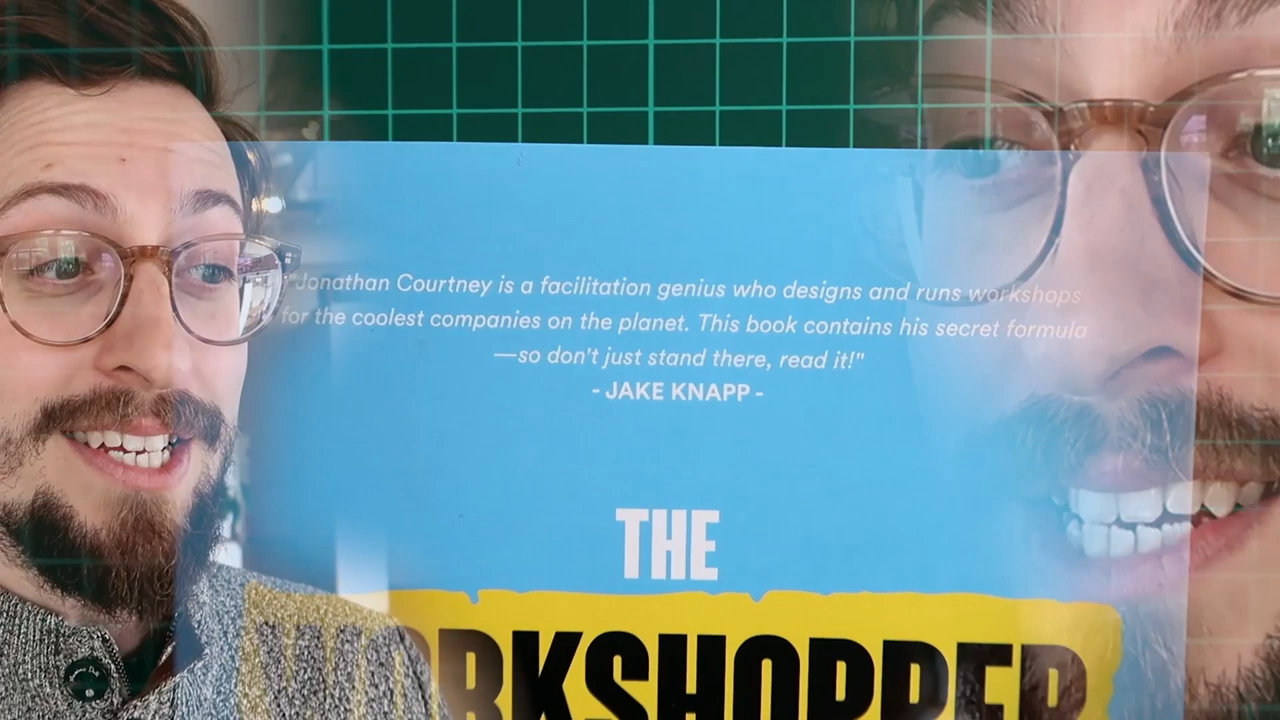 Jonathan Courtney is a facilitation genius who designs and runs workshops
for the coolest companies on the planet. This book contains his secret formula
—so don't just stand there, read it!"
- JAKE KNAPP -
THE
WORKSHOPPER